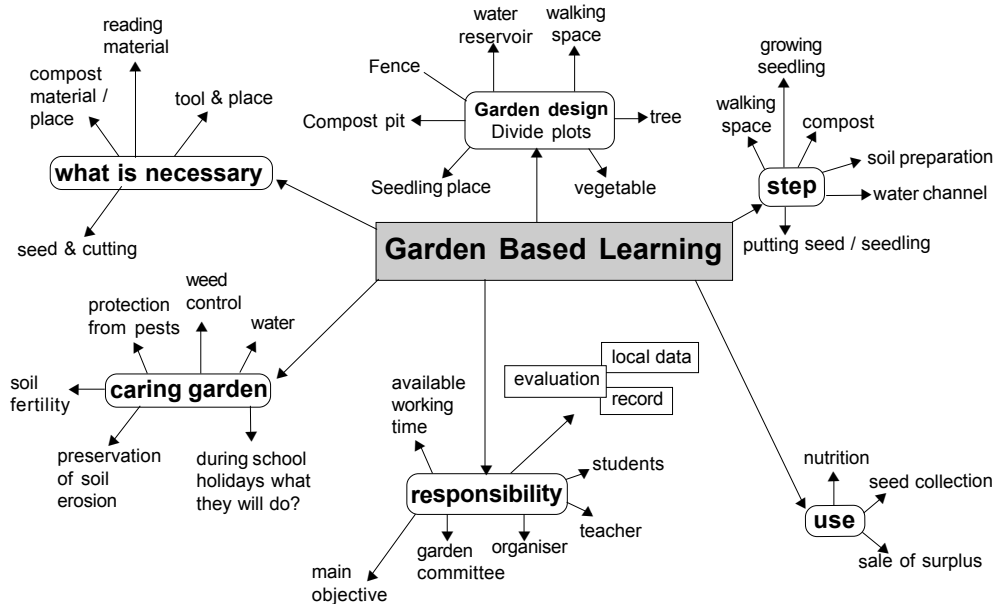 reading
material
compost
material /
place
tool & place
what is necessary
seed & cutting
water
reservoir
walking
space
Fence
Garden design
Divide plots
Compost pit
tree
Seedling place
vegetable
growing
seedling
walking
space
compost
soil preparation
step
water channel
putting seed / seedling
Garden Based Learning
weed
control
protection
from pests
water
soil
fertility
caring garden
preservation
of soil
erosion
during school
holidays what
they will do?
local data
evaluation
record
available
working
time
students
responsibility
teacher
organiser
garden
committee
main
objective
nutrition
seed collection
use
sale of surplus